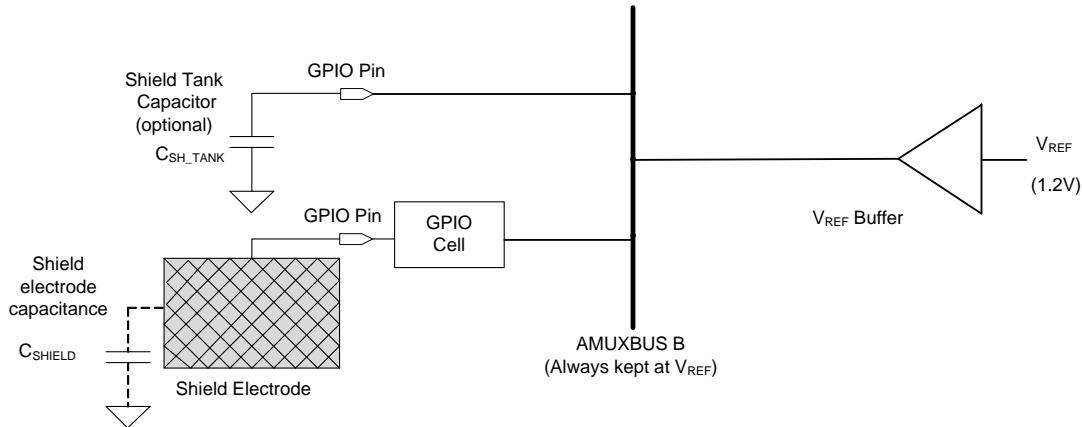 Shield Tank
Capacitor
(optional)
C_SH_TANK
GPIO Pin
V_REF
(1.2V)
V_REF Buffer
GPIO Pin
GPIO
Cell
Shield
electrode
capacitance
C_SHIELD
Shield Electrode
AMUXBUS B
(Always kept at V_REF)